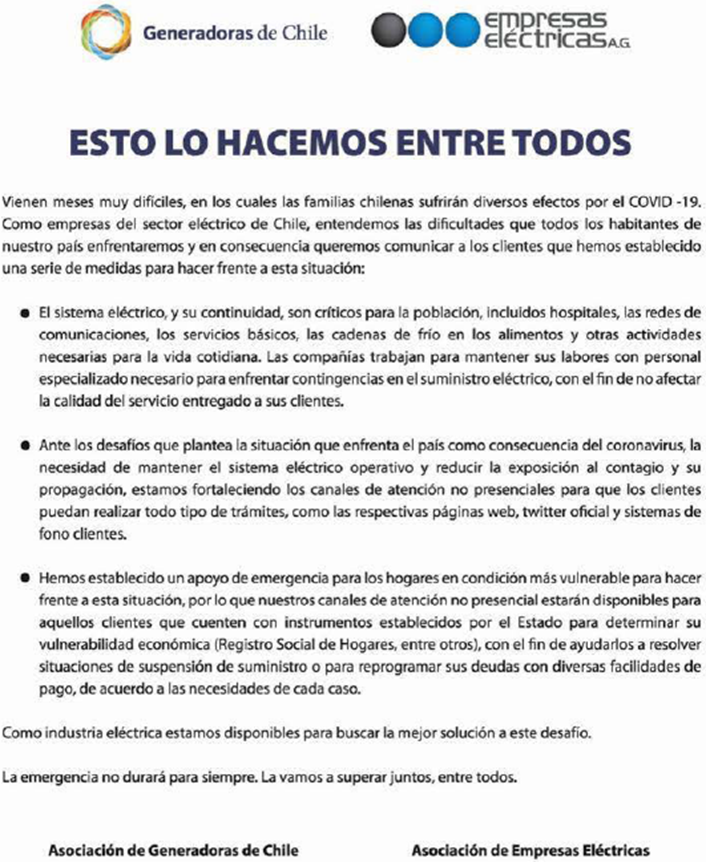 Generadoras de Chile
empresas
eléctricas A.G.
ESTO LO HACEMOS ENTRE TODOS
Vienen meses muy difíciles, en los cuales las familias chilenas sufrirán diversos efectos por el COVID -19.
Como empresas del sector eléctrico de Chile, entendemos las dificultades que todos los habitantes de
nuestro país enfrentaremos y en consecuencia queremos comunicar a los clientes que hemos establecido
una serie de medidas para hacer frente a esta situación:
● El sistema eléctrico, y su continuidad, son críticos para la población, incluidos hospitales, las redes de
comunicaciones, los servicios básicos, las cadenas de frío en los alimentos y otras actividades
necesarias para la vida cotidiana. Las compañías trabajan para mantener sus labores con personal
especializado necesario para enfrentar contingencias en el suministro eléctrico, con el fin de no afectar
la calidad del servicio entregado a sus clientes.
● Ante los desafíos que plantea la situación que enfrenta el país como consecuencia del coronavirus, la
necesidad de mantener el sistema eléctrico operativo y reducir la exposición al contagio y su
propagación, estamos fortaleciendo los canales de atención no presenciales para que los clientes
puedan realizar todo tipo de trámites, como las respectivas páginas web, twitter oficial y sistemas de
fono clientes.
● Hemos establecido un apoyo de emergencia para los hogares en condición más vulnerable para hacer
frente a esta situación, por lo que nuestros canales de atención no presencial estarán disponibles para
aquellos clientes que cuenten con instrumentos establecidos por el Estado para determinar su
vulnerabilidad económica (Registro Social de Hogares, entre otros), con el fin de ayudarlos a resolver
situaciones de suspensión de suministro o para reprogramar sus deudas con diversas facilidades de
pago, de acuerdo a las necesidades de cada caso.
Como industria eléctrica estamos disponibles para buscar la mejor solución a este desafío.
La emergencia no durará para siempre. La vamos a superar juntos, entre todos.
Asociación de Generadoras de Chile
Asociación de Empresas Eléctricas